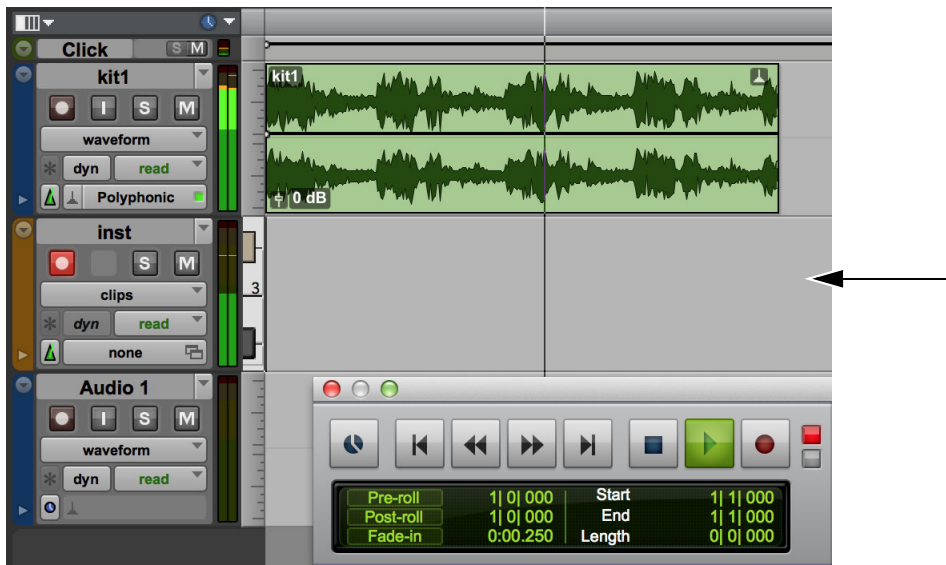 Click S M
kit1
I S M
waveform
dyn read
Polyphonic
kit1
0 dB
inst
S M
clips
dyn read
none
3
Audio 1
I S M
waveform
dyn read
Pre-roll 1| 0| 000 Start 1| 1| 000
Post-roll 1| 0| 000 End 1| 1| 000
Fade-in 0:00.250 Length 0| 0| 000